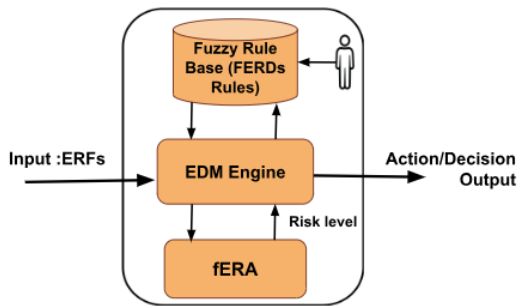 Fuzzy Rule
Base (FERDs
Rules)
Input :ERFs
EDM Engine
Action/Decision
Output
Risk level
fERA